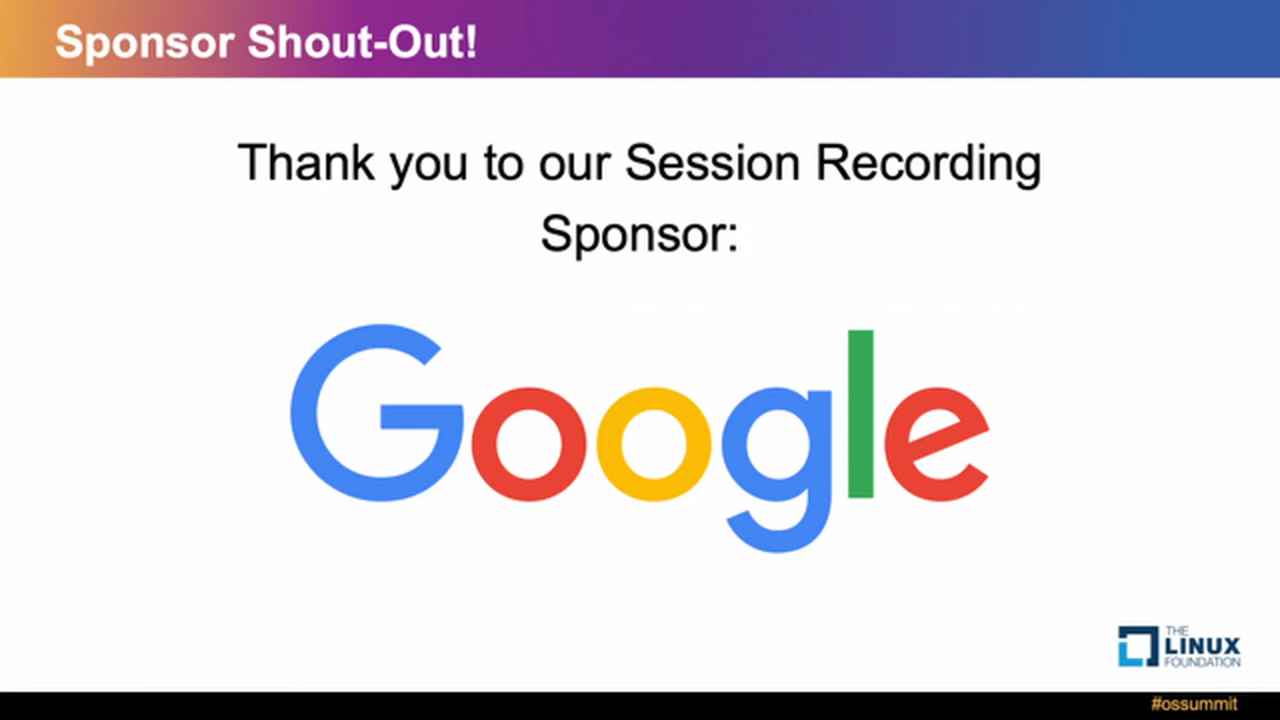 Sponsor Shout-Out!
Thank you to our Session Recording
Sponsor:
Google
THE
LINUX
FOUNDATION
#ossummit